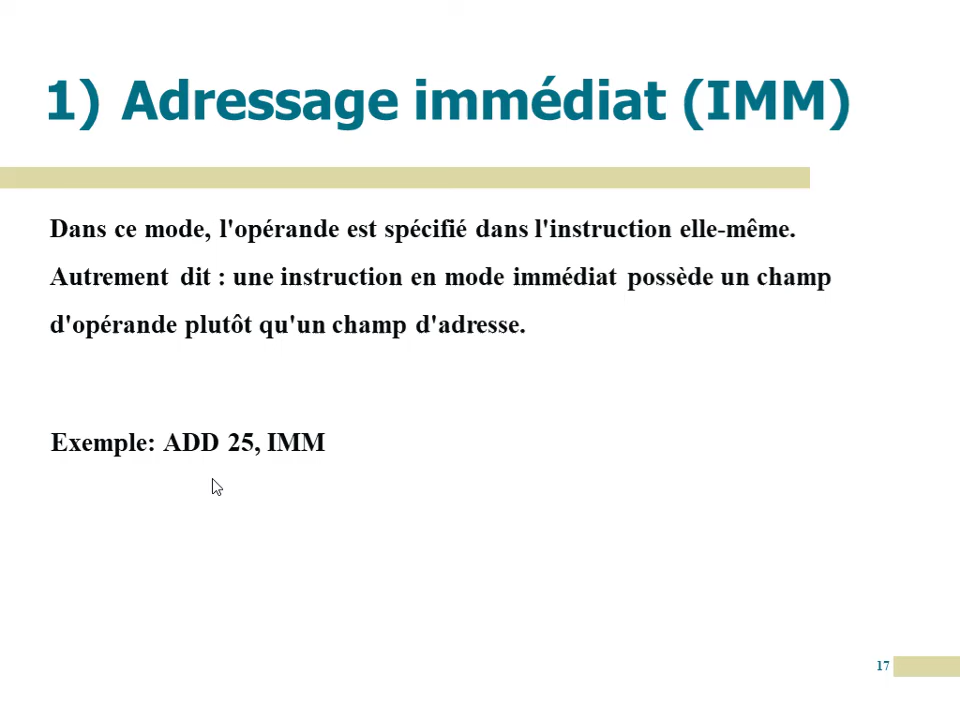 1) Adressage immédiat (IMM)
Dans ce mode, l'opérande est spécifié dans l'instruction elle-même.
Autrement dit : une instruction en mode immédiat possède un champ
d'opérande plutôt qu'un champ d'adresse.
Exemple: ADD 25, IMM
17